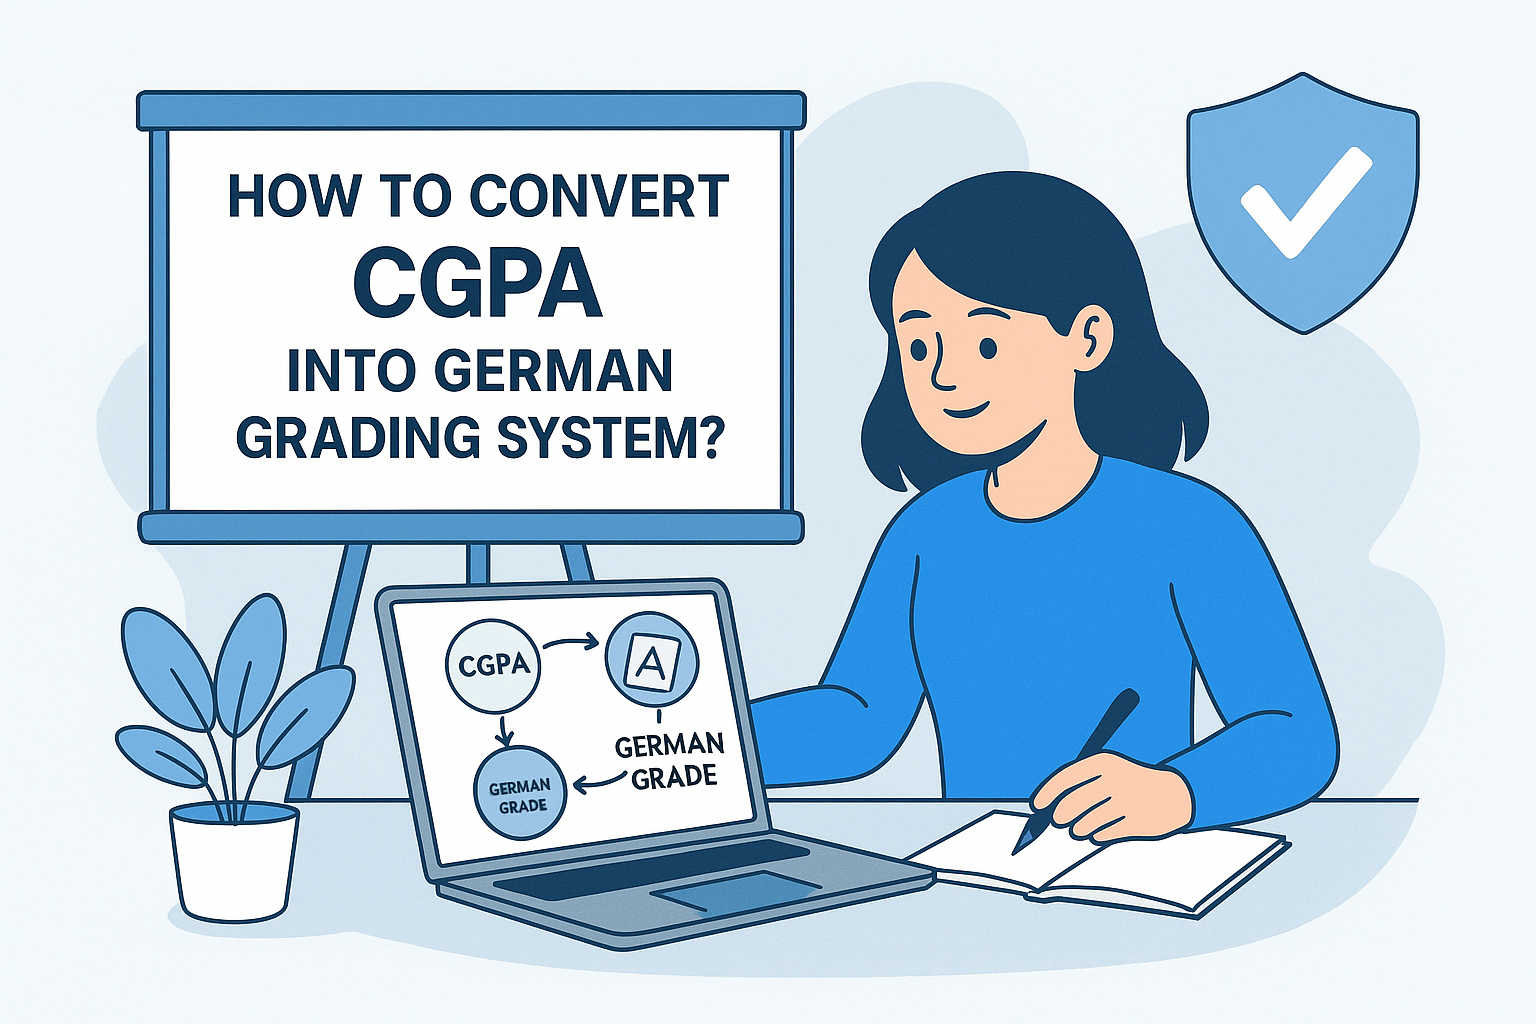 HOW TO CONVERT
CGPA
INTO GERMAN
GRADING SYSTEM?
CGPA
A
GERMAN
GRADE
GERMAN
GRADE